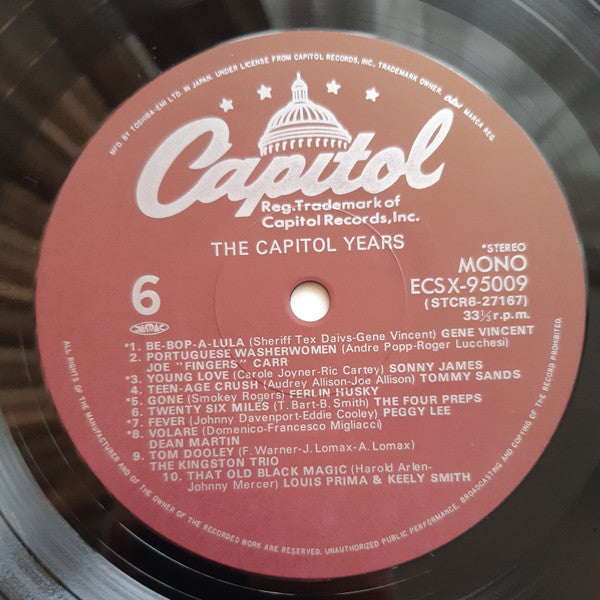 MFD. BY TOSHIBA-EMI LTD. IN JAPAN. UNDER LICENSE FROM CAPITOL RECORDS, INC., TRADEMARK OWNER. Capitol MARCA REG.
Capitol
Reg.Trademark of
Capitol Records,Inc.
THE CAPITOL YEARS
6
*STEREO
MONO
ECSX-95009
(STCR6-27167)
33⅓ r.p.m.
JASRAC
*1. BE-BOP-A-LULA (Sheriff Tex Daivs-Gene Vincent) GENE VINCENT
2. PORTUGUESE WASHERWOMEN (Andre Popp-Roger Lucchesi)
JOE "FINGERS" CARR
*3. YOUNG LOVE (Carole Joyner-Ric Cartey) SONNY JAMES
4. TEEN-AGE CRUSH (Audrey Allison-Joe Allison) TOMMY SANDS
*5. GONE (Smokey Rogers) FERLIN HUSKY
6. TWENTY SIX MILES (T. Bart-B. Smith) THE FOUR PREPS
*7. FEVER (Johnny Davenport-Eddie Cooley) PEGGY LEE
*8. VOLARE (Domenico-Francesco Migliacci)
DEAN MARTIN
9. TOM DOOLEY (F. Warner-J. Lomax-A. Lomax)
THE KINGSTON TRIO
10. THAT OLD BLACK MAGIC (Harold Arlen-
Johnny Mercer) LOUIS PRIMA & KEELY SMITH
ALL RIGHTS OF THE MANUFACTURER AND OF THE OWNER OF THE RECORDED WORK ARE RESERVED. UNAUTHORIZED PUBLIC PERFORMANCE, BROADCASTING AND COPYING OF THIS RECORD PROHIBITED.